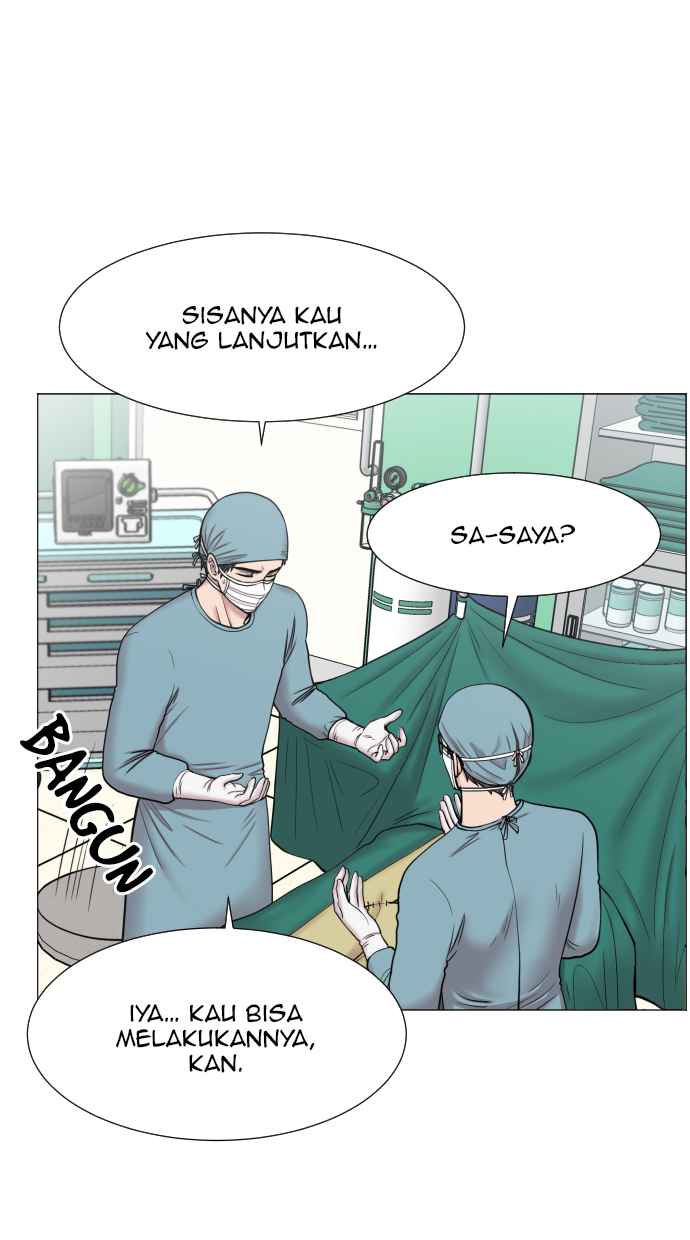 SISANYA KAU
YANG LANJUTKAN...
SA-SAYA?
BANGUN
IYA... KAU BISA
MELAKUKANNYA,
KAN.